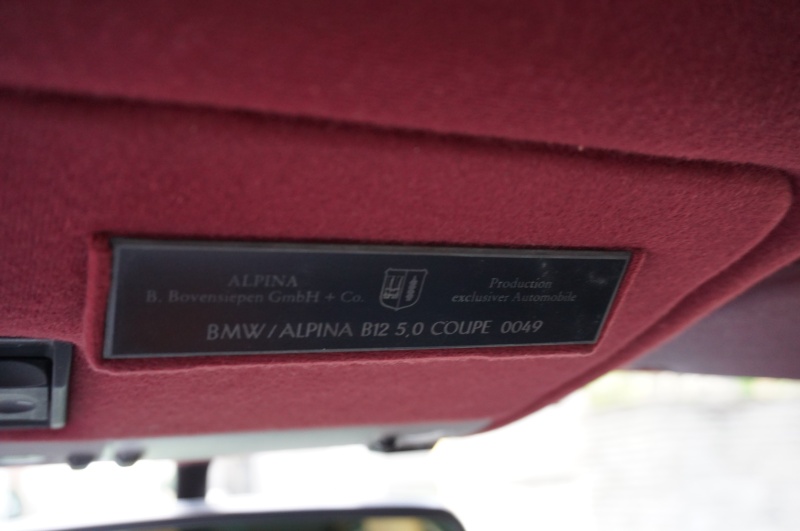 ALPINA
B. Bovensiepen GmbH + Co.
Production
exclusiver Automobile
BMW/ALPINA B12 5,0 COUPE 0049